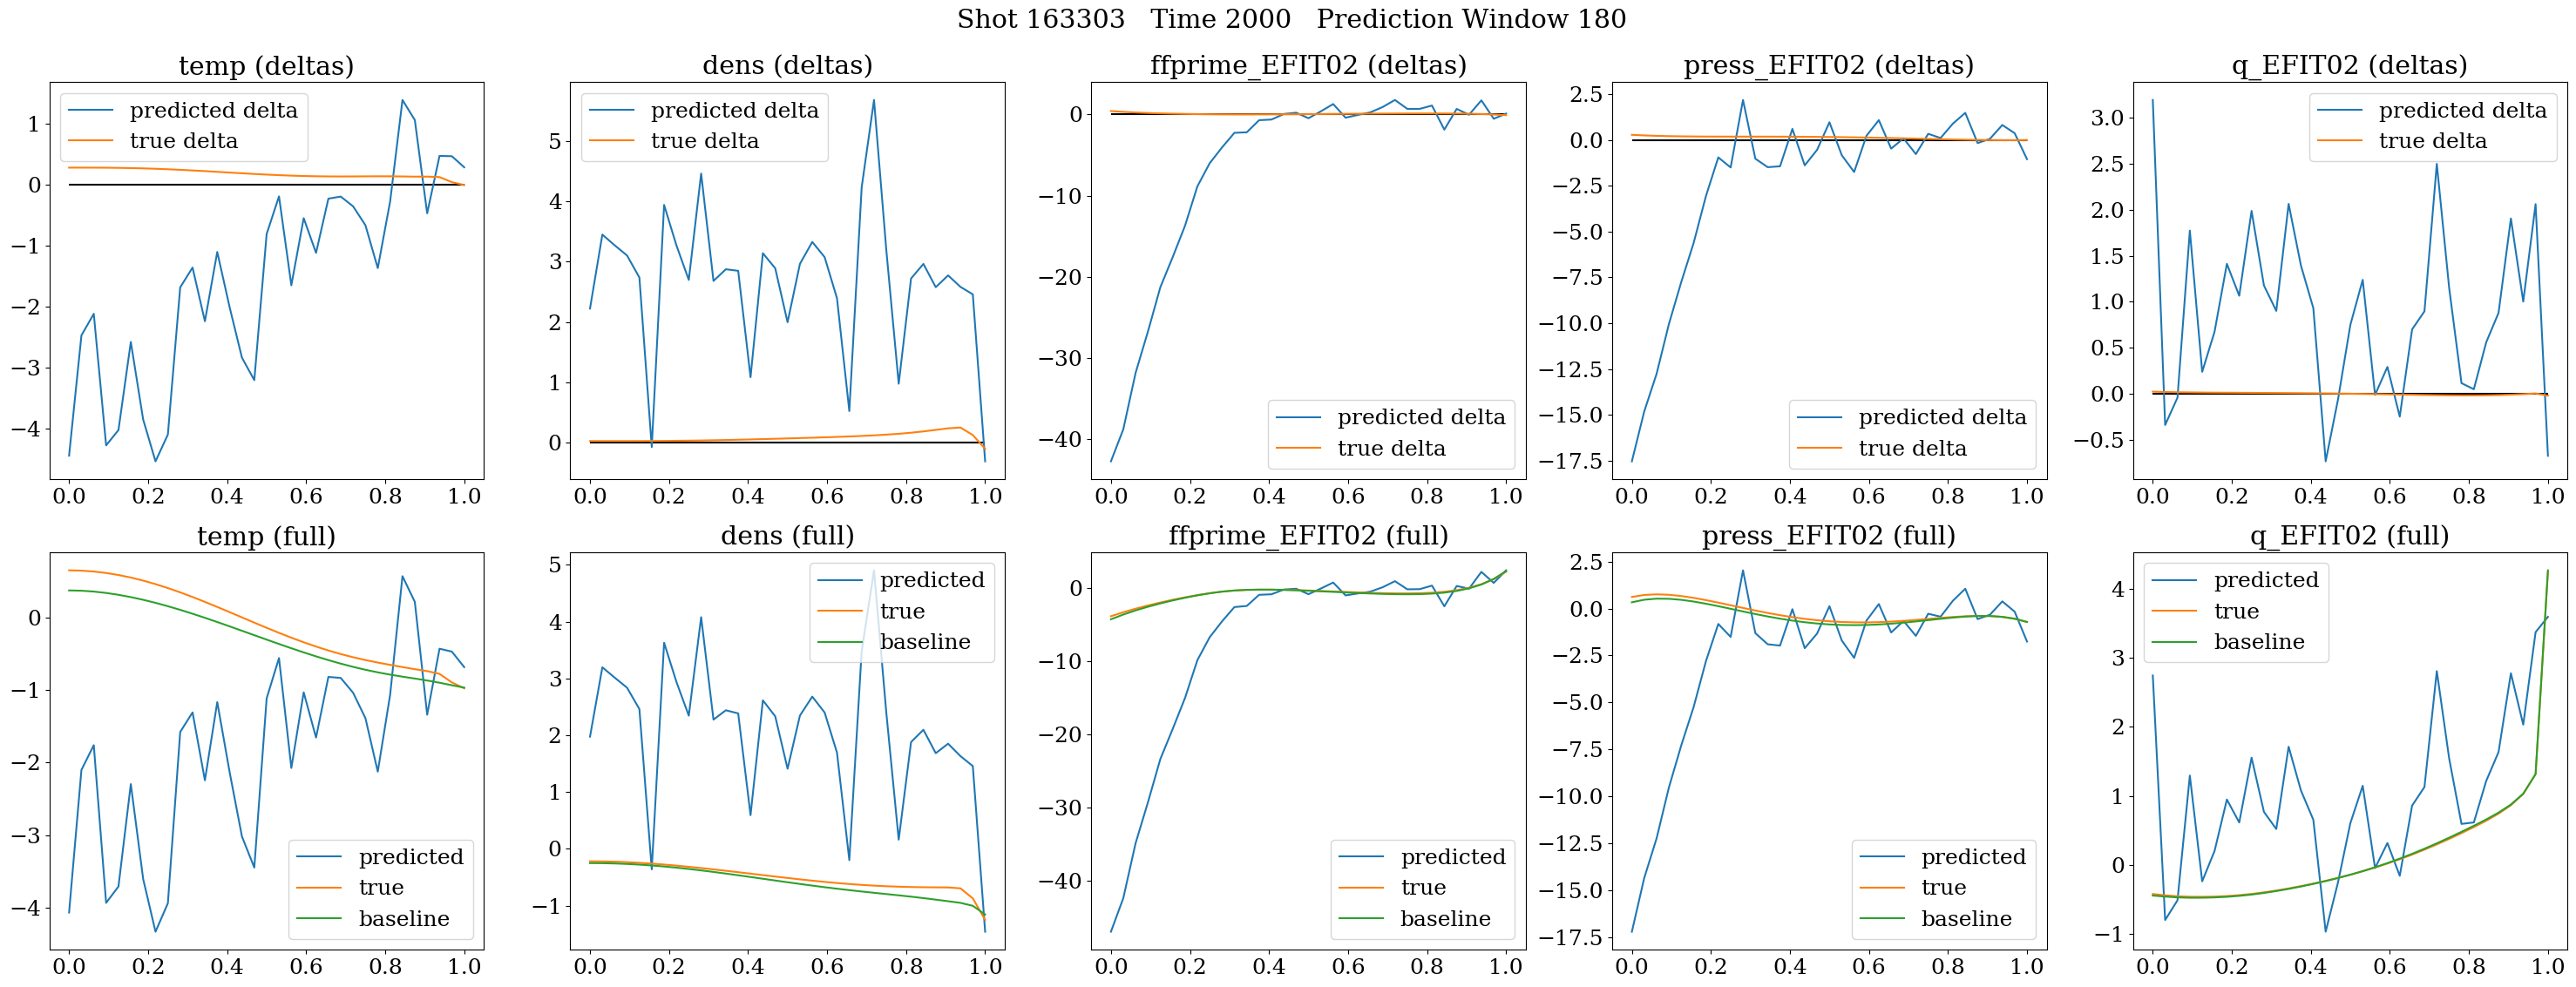 Shot 163303   Time 2000   Prediction Window 180
temp (deltas)
predicted delta
true delta
1
0
−1
−2
−3
−4
0.0 0.2 0.4 0.6 0.8 1.0
dens (deltas)
predicted delta
true delta
5
4
3
2
1
0
0.0 0.2 0.4 0.6 0.8 1.0
ffprime_EFIT02 (deltas)
0
−10
−20
−30
−40
predicted delta
true delta
0.0 0.2 0.4 0.6 0.8 1.0
press_EFIT02 (deltas)
2.5
0.0
−2.5
−5.0
−7.5
−10.0
−12.5
−15.0
−17.5
predicted delta
true delta
0.0 0.2 0.4 0.6 0.8 1.0
q_EFIT02 (deltas)
predicted delta
true delta
3.0
2.5
2.0
1.5
1.0
0.5
0.0
−0.5
0.0 0.2 0.4 0.6 0.8 1.0
temp (full)
0
−1
−2
−3
−4
predicted
true
baseline
0.0 0.2 0.4 0.6 0.8 1.0
dens (full)
predicted
true
baseline
5
4
3
2
1
0
−1
0.0 0.2 0.4 0.6 0.8 1.0
ffprime_EFIT02 (full)
0
−10
−20
−30
−40
predicted
true
baseline
0.0 0.2 0.4 0.6 0.8 1.0
press_EFIT02 (full)
2.5
0.0
−2.5
−5.0
−7.5
−10.0
−12.5
−15.0
−17.5
predicted
true
baseline
0.0 0.2 0.4 0.6 0.8 1.0
q_EFIT02 (full)
predicted
true
baseline
4
3
2
1
0
−1
0.0 0.2 0.4 0.6 0.8 1.0